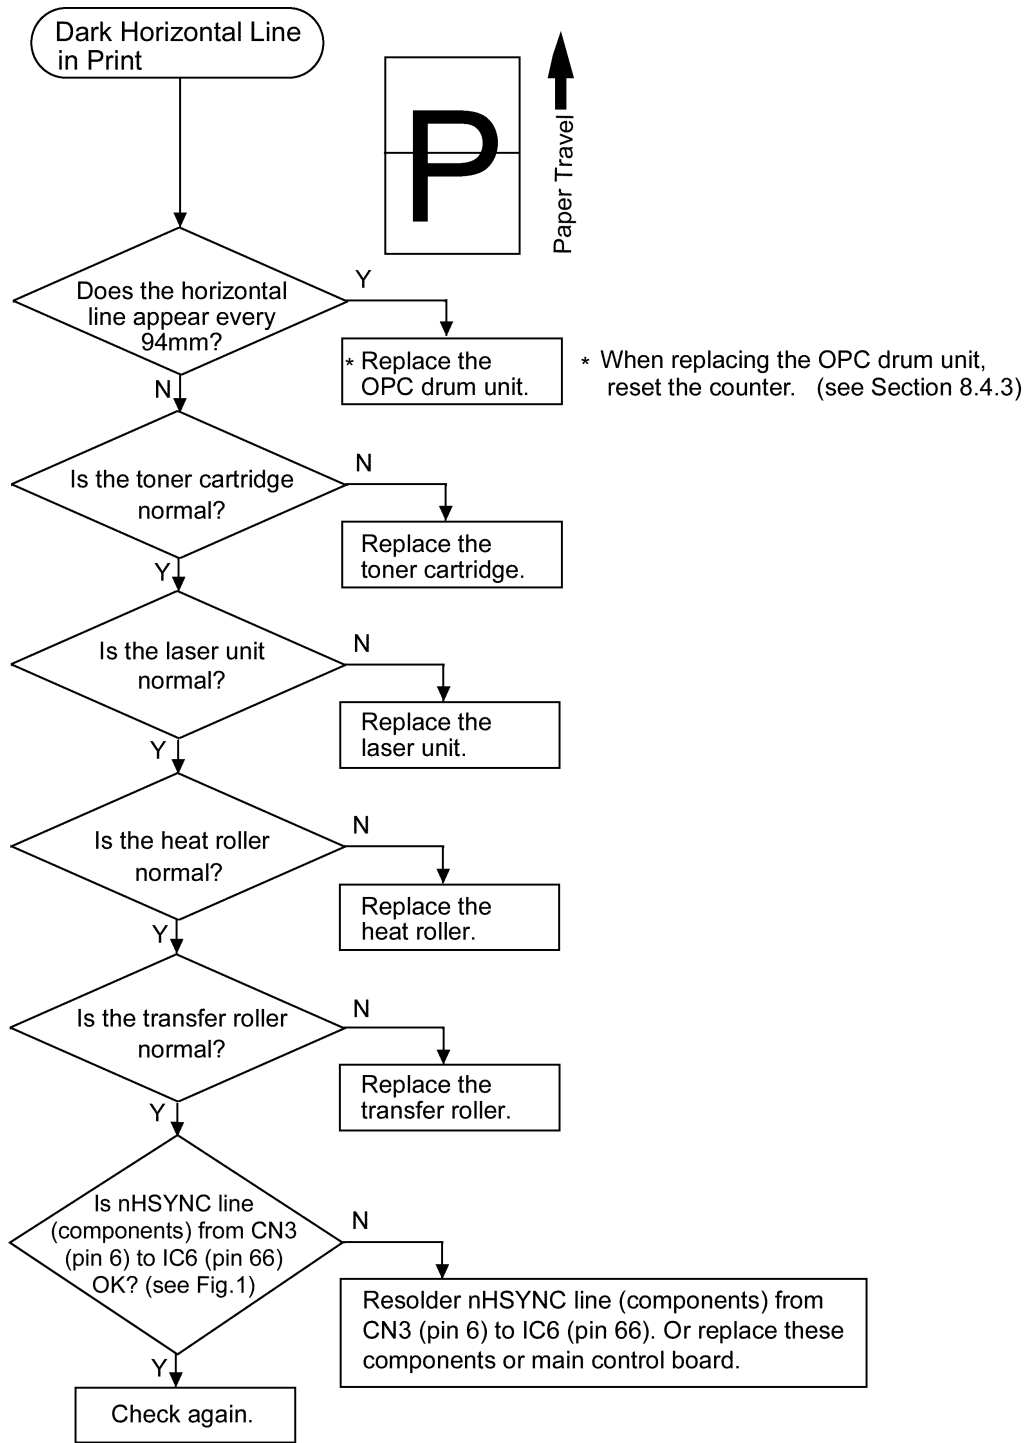 Dark Horizontal Line
in Print
P
Paper Travel
Does the horizontal
line appear every
94mm?
Y
N
* Replace the
OPC drum unit.
* When replacing the OPC drum unit,
reset the counter. (see Section 8.4.3)
Is the toner cartridge
normal?
N
Y
Replace the
toner cartridge.
Is the laser unit
normal?
N
Y
Replace the
laser unit.
Is the heat roller
normal?
N
Y
Replace the
heat roller.
Is the transfer roller
normal?
N
Y
Replace the
transfer roller.
Is nHSYNC line
(components) from CN3
(pin 6) to IC6 (pin 66)
OK? (see Fig.1)
N
Y
Resolder nHSYNC line (components) from
CN3 (pin 6) to IC6 (pin 66). Or replace these
components or main control board.
Check again.